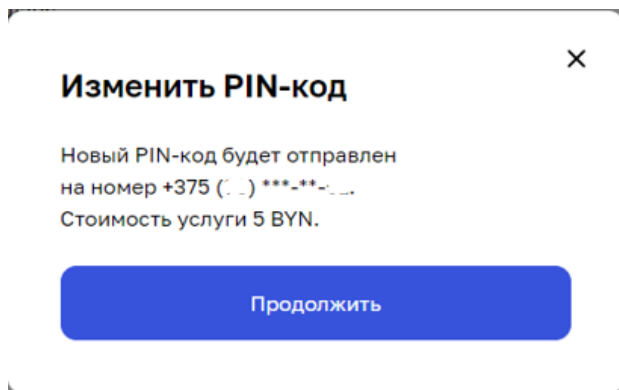 Изменить PIN-код
Новый PIN-код будет отправлен
на номер +375 ( ) ***-**- .
Стоимость услуги 5 BYN.
Продолжить